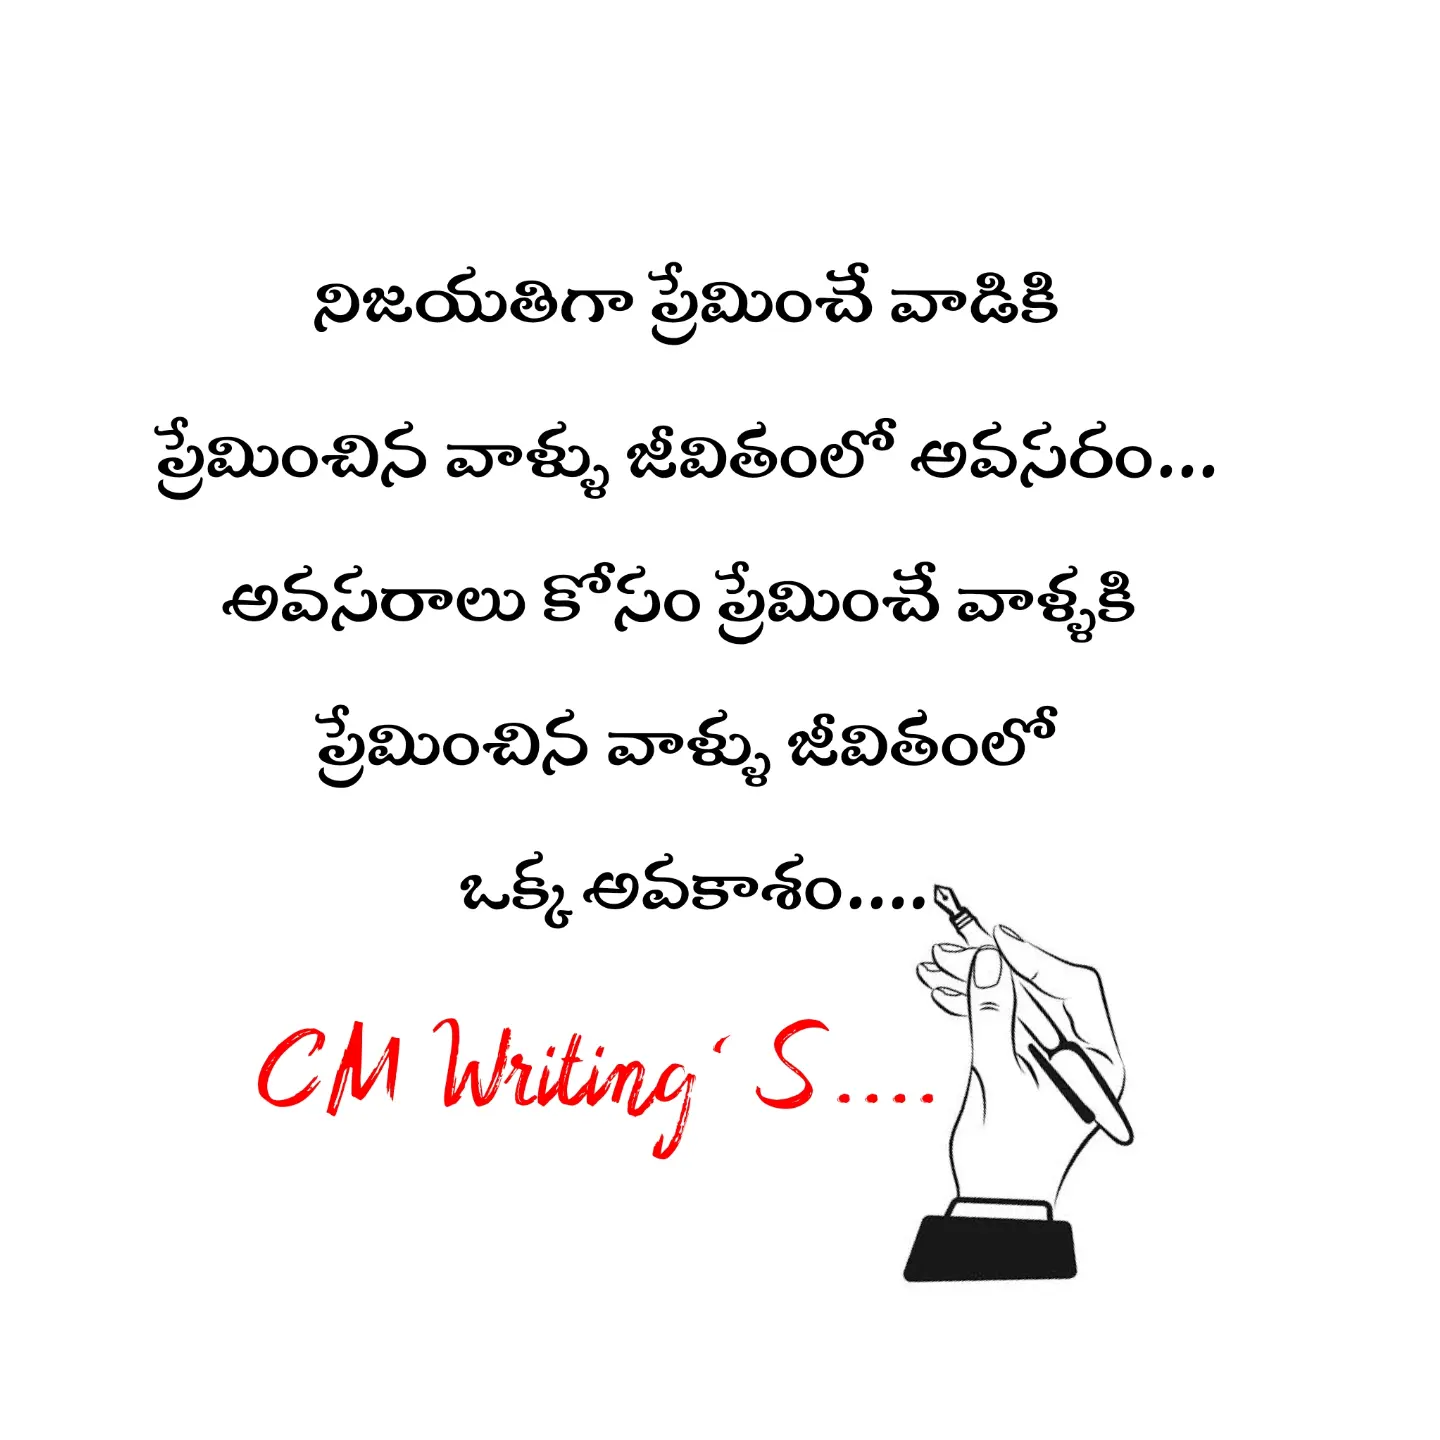 నిజయతిగా ప్రేమించే వాడికి
ప్రేమించిన వాళ్ళు జీవితంలో అవసరం...
అవసరాలు కోసం ప్రేమించే వాళ్ళకి
ప్రేమించిన వాళ్ళు జీవితంలో
ఒక్క అవకాశం....
CM Writing‘S....